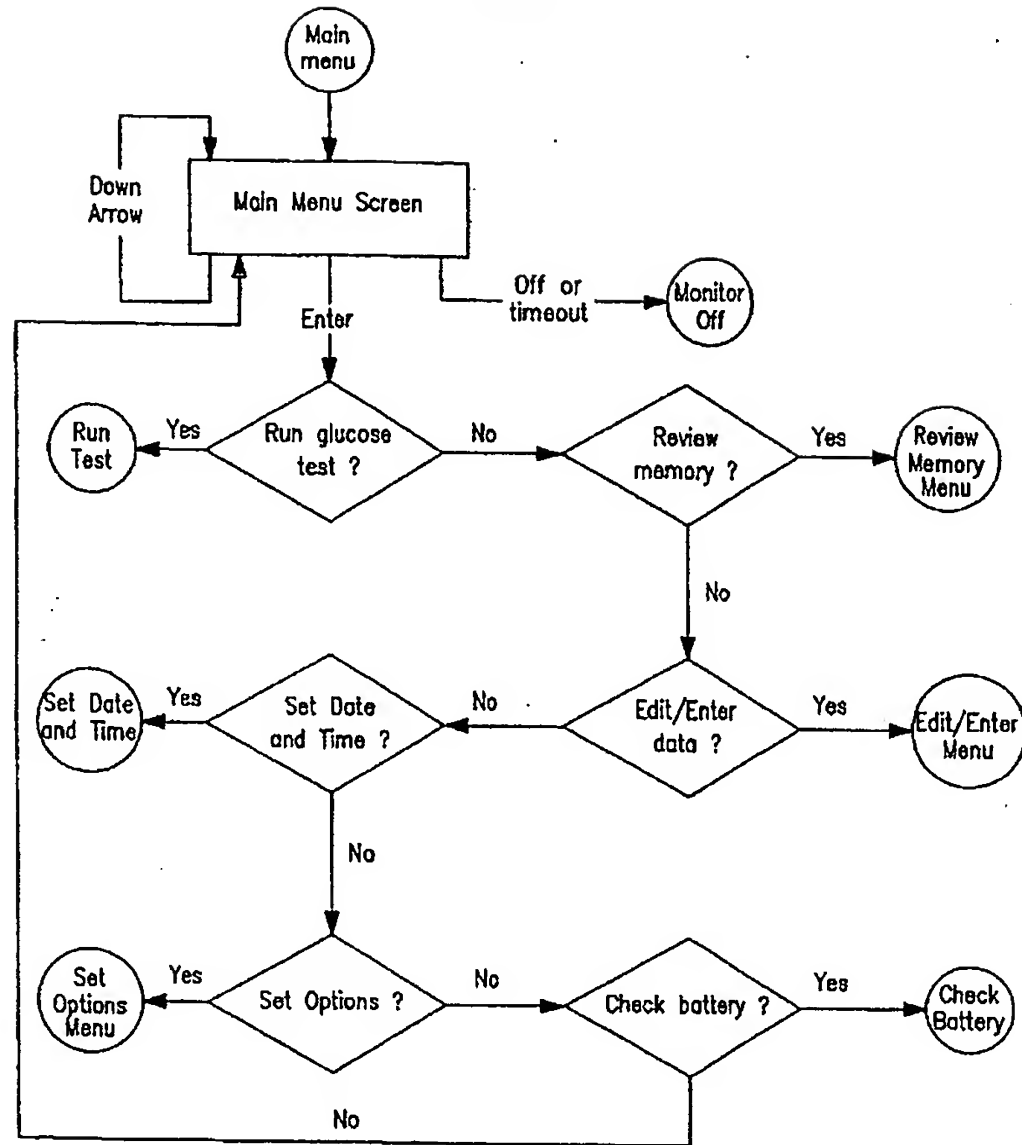 Main
menu
Down
Arrow
Main Menu Screen
Off or
timeout
Monitor
Off
Enter
Run
Test
Yes
Run glucose
test ?
No
Review
memory ?
Yes
Review
Memory
Menu
No
Set Date
and Time
Yes
Set Date
and Time ?
No
Edit/Enter
data ?
Yes
Edit/Enter
Menu
No
Set
Options
Menu
Yes
Set Options ?
No
Check battery ?
Yes
Check
Battery
No